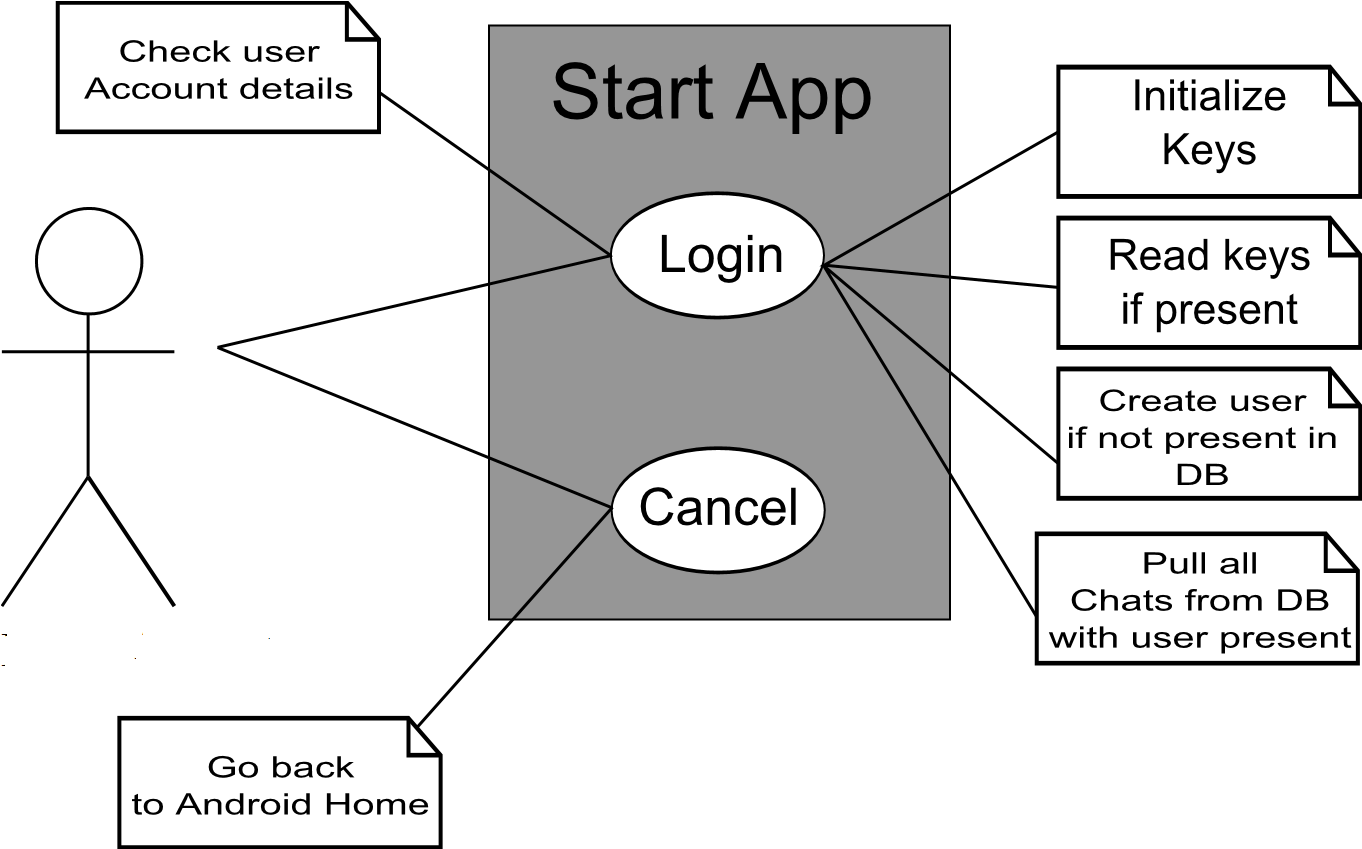 Check user
Account details
Start App
Login
Cancel
Initialize
Keys
Read keys
if present
Create user
if not present in
DB
Pull all
Chats from DB
with user present
Go back
to Android Home